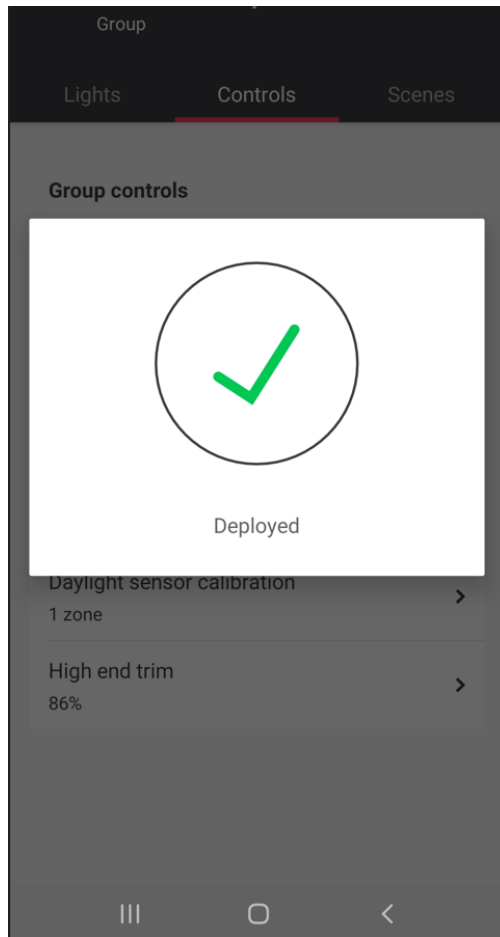 Group
Lights Controls Scenes
Group controls
Deployed
Daylight sensor calibration
1 zone
High end trim
86%